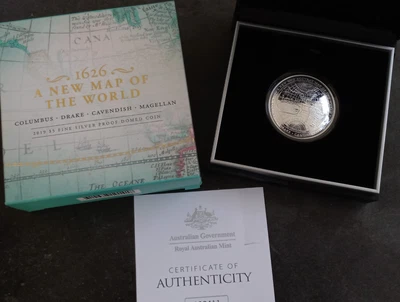 CANA
1626
A NEW MAP OF
THE WORLD
COLUMBUS · DRAKE · CAVENDISH · MAGELLAN
THE OCEANE
Australian Government
Royal Australian Mint
CERTIFICATE OF
AUTHENTICITY